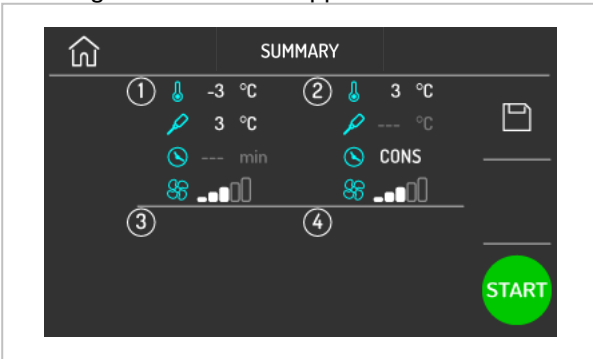 SUMMARY
① -3 °C ② 3 °C
3 °C --- °C
--- min CONS
③ ④
START